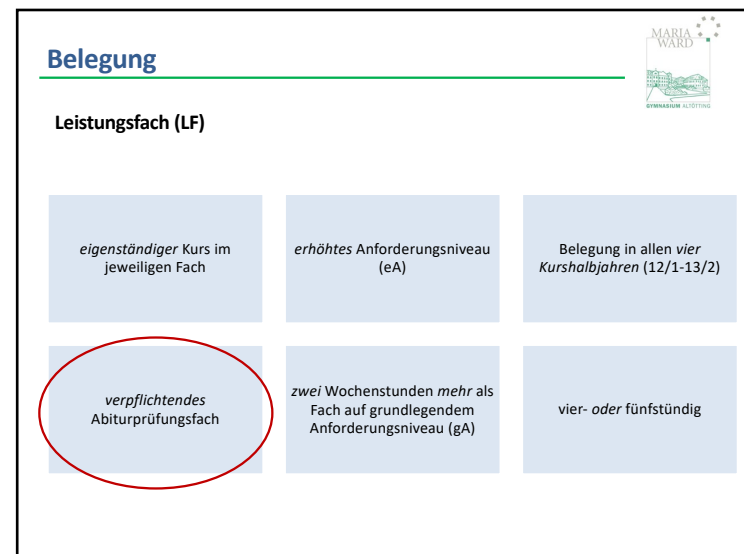 Belegung
MARIA
WARD
GYMNASIUM ALTÖTTING
Leistungsfach (LF)
eigenständiger Kurs im
jeweiligen Fach
erhöhtes Anforderungsniveau
(eA)
Belegung in allen vier
Kurshalbjahren (12/1-13/2)
verpflichtendes
Abiturprüfungsfach
zwei Wochenstunden mehr als
Fach auf grundlegendem
Anforderungsniveau (gA)
vier- oder fünfstündig